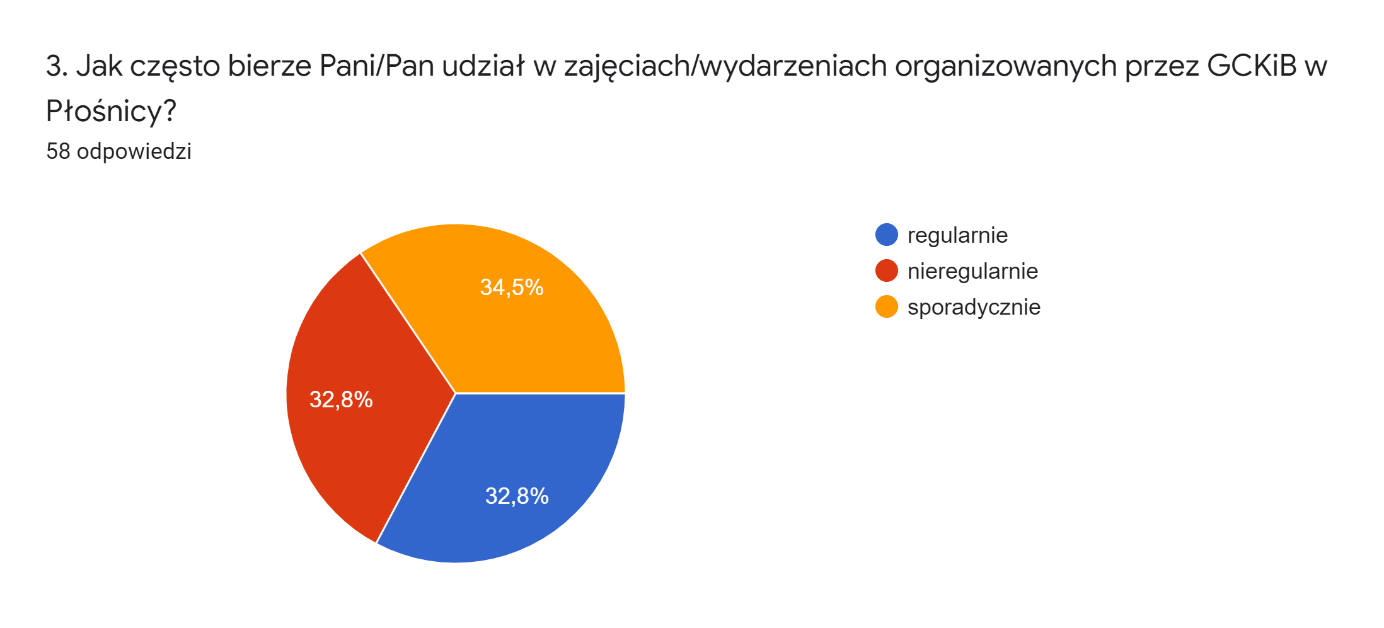 3. Jak często bierze Pani/Pan udział w zajęciach/wydarzeniach organizowanych przez GCKiB w
Płośnicy?
58 odpowiedzi
regularnie
nieregularnie
sporadycznie
34,5%
32,8%
32,8%